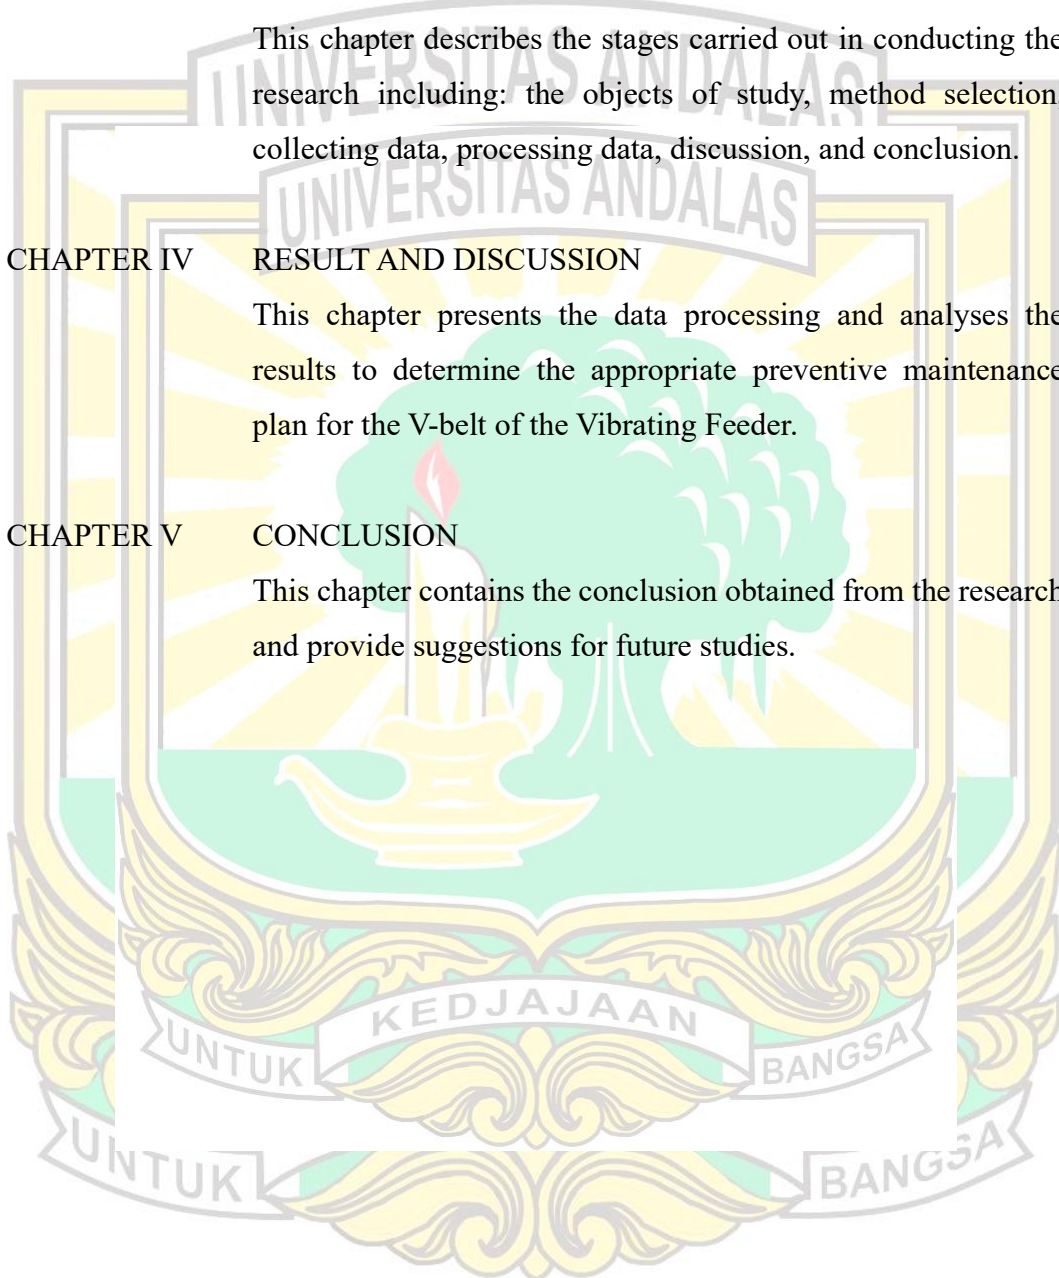 UNIVERSITAS ANDALAS
This chapter describes the stages carried out in conducting the
research including: the objects of study, method selection,
collecting data, processing data, discussion, and conclusion.
UNIVERSITAS ANDALAS
CHAPTER IV RESULT AND DISCUSSION
This chapter presents the data processing and analyses the
results to determine the appropriate preventive maintenance
plan for the V-belt of the Vibrating Feeder.
CHAPTER V CONCLUSION
This chapter contains the conclusion obtained from the research
and provide suggestions for future studies.
UNTUK KEDJAJAAN BANGSA
UNTUK BANGSA